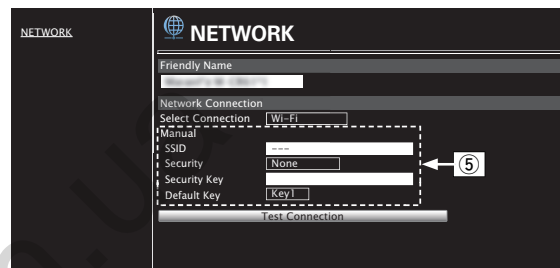 NETWORK
NETWORK
Friendly Name
Network Connection
Select Connection Wi-Fi
Manual
SSID ---
Security None
Security Key
Default Key Key1
Test Connection
⑤